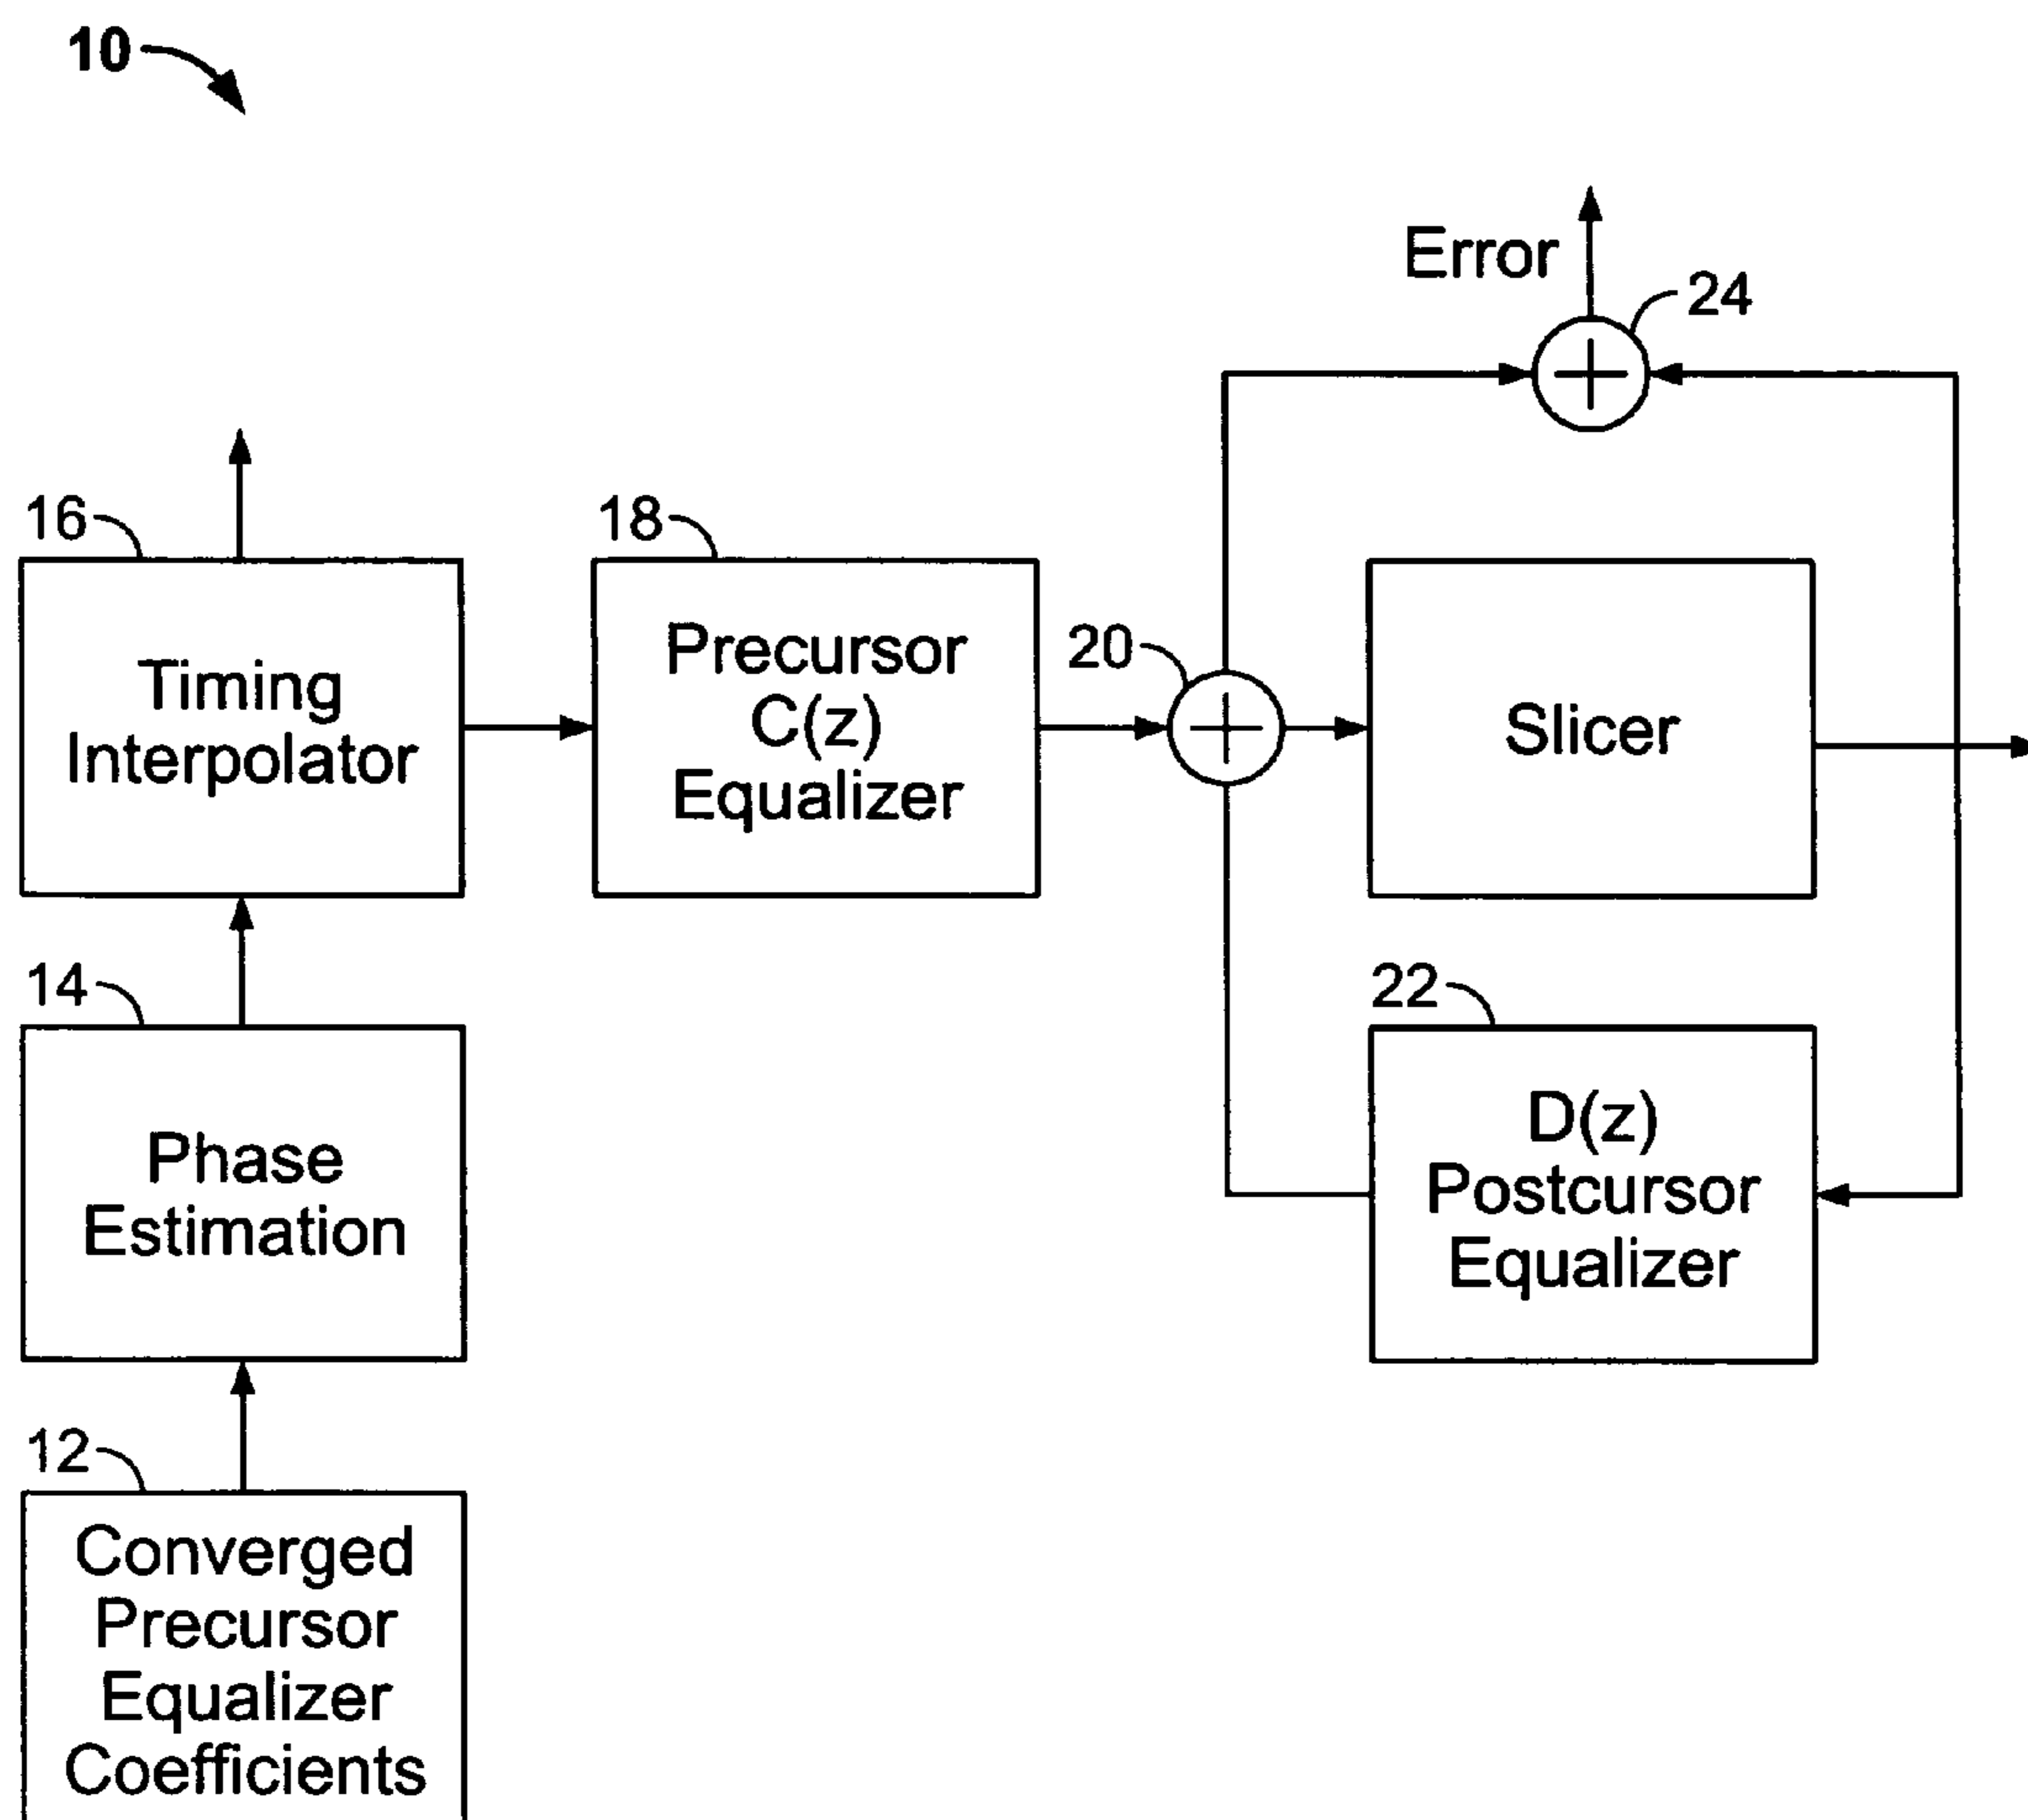 10
Error
24
16
18
20
Timing
Interpolator
Precursor
C(z)
Equalizer
Slicer
14
22
Phase
Estimation
D(z)
Postcursor
Equalizer
12
Converged
Precursor
Equalizer
Coefficients